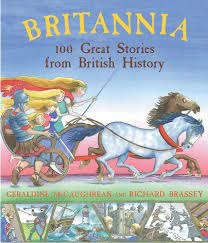 BRITANNIA
100 Great Stories
from British History
GERALDINE McCAUGHREAN AND RICHARD BRASSEY